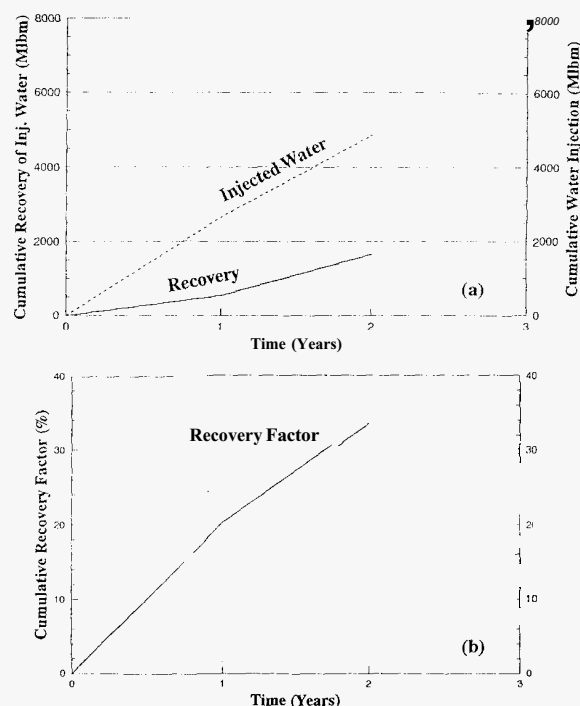 Cumulative Recovery of Inj. Water (Mlbm)
8000
6000
4000
2000
0
Injected Water
Recovery
(a)
8000
6000
4000
2000
0
Cumulative Water Injection (Mlbm)
0
1
2
3
Time (Years)
Cumulative Recovery Factor (%)
40
30
20
10
0
Recovery Factor
(b)
40
30
10
0
0
1
2
3
Time (Years)